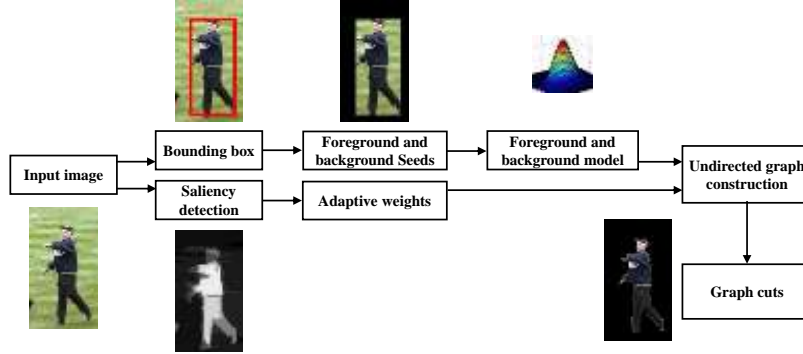 Input image
Bounding box
Foreground and
background Seeds
Foreground and
background model
Saliency
detection
Adaptive weights
Undirected graph
construction
Graph cuts